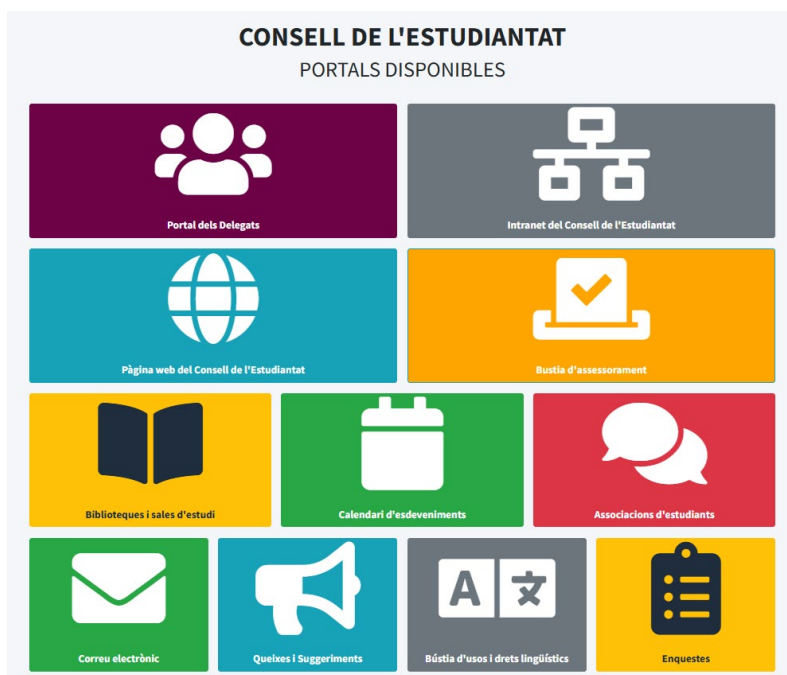 CONSELL DE L'ESTUDIANTAT
PORTALS DISPONIBLES
Portal dels Delegats
Intranet del Consell de l'Estudiantat
Pàgina web del Consell de l'Estudiantat
Bustia d'assessorament
Biblioteques i sales d'estudi
Calendari d'esdeveniments
Associacions d'estudiants
Correu electrònic
Queixes i Suggeriments
A 文
Bústia d'usos i drets lingüístics
Enquestes